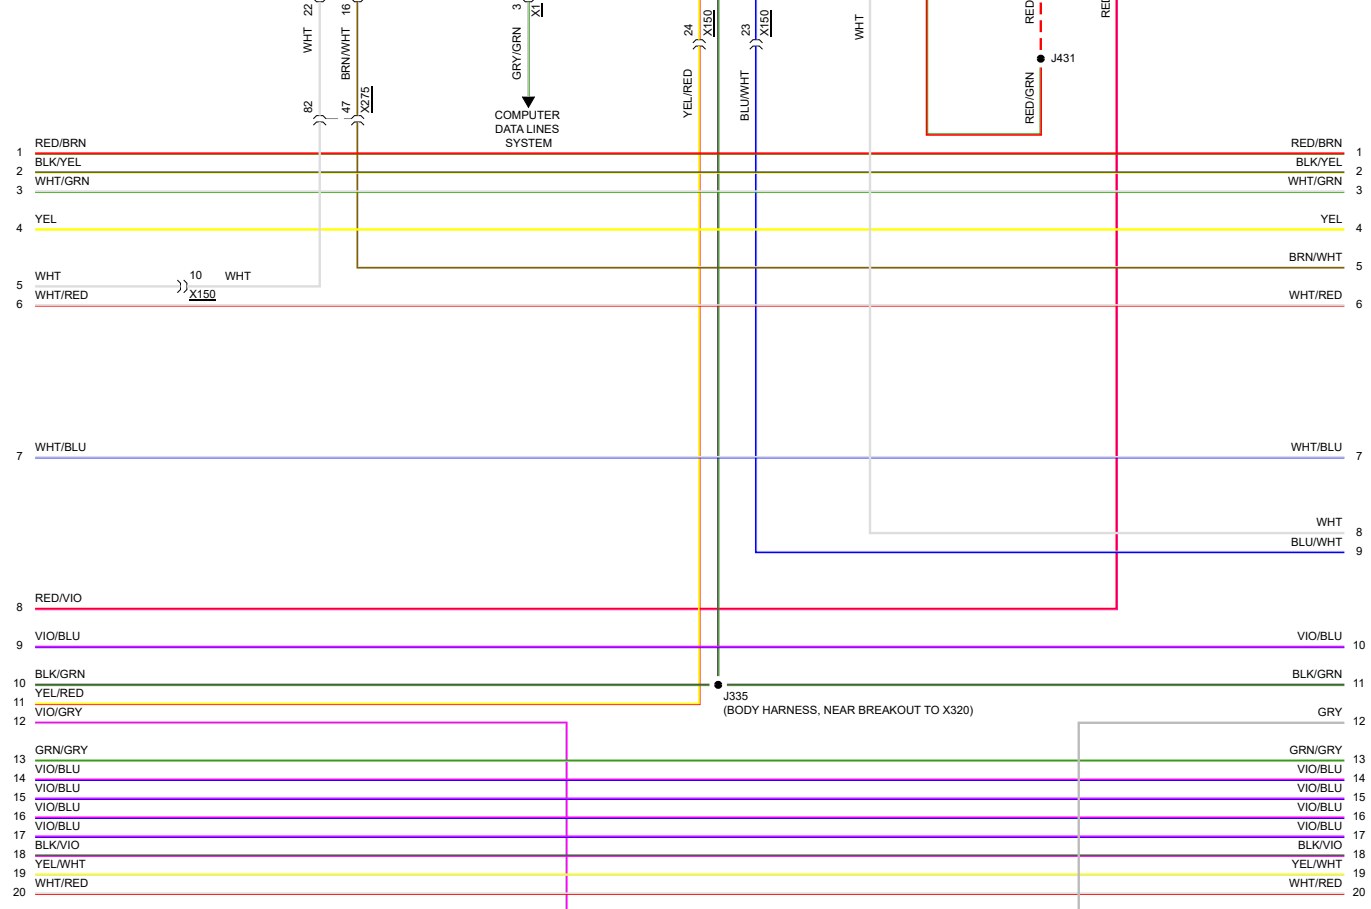 22
16
3
X1
24
X150
23
X150
WHT
RED
RED
WHT
BRN/WHT
GRY/GRN
YEL/RED
BLU/WHT
J431
RED/GRN
82
47
X275
COMPUTER
DATA LINES
SYSTEM
1 RED/BRN RED/BRN 1
2 BLK/YEL BLK/YEL 2
3 WHT/GRN WHT/GRN 3
4 YEL YEL 4
BRN/WHT 5
5 WHT 10 WHT
X150
6 WHT/RED WHT/RED 6
7 WHT/BLU WHT/BLU 7
WHT 8
BLU/WHT 9
8 RED/VIO
9 VIO/BLU VIO/BLU 10
10 BLK/GRN BLK/GRN 11
11 YEL/RED
J335
(BODY HARNESS, NEAR BREAKOUT TO X320)
12 VIO/GRY GRY 12
13 GRN/GRY GRN/GRY 13
14 VIO/BLU VIO/BLU 14
15 VIO/BLU VIO/BLU 15
16 VIO/BLU VIO/BLU 16
17 VIO/BLU VIO/BLU 17
18 BLK/VIO BLK/VIO 18
19 YEL/WHT YEL/WHT 19
20 WHT/RED WHT/RED 20